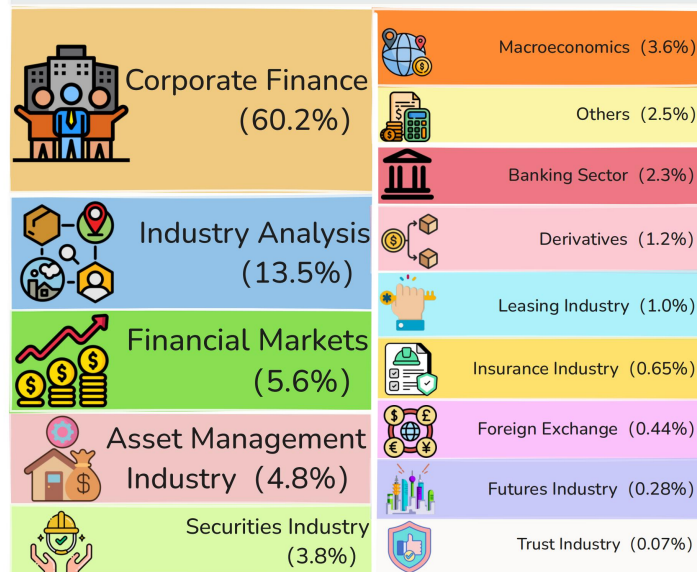 Corporate Finance
(60.2%)
Industry Analysis
(13.5%)
Financial Markets
(5.6%)
Asset Management
Industry (4.8%)
Securities Industry
(3.8%)
Macroeconomics (3.6%)
Others (2.5%)
Banking Sector (2.3%)
Derivatives (1.2%)
Leasing Industry (1.0%)
Insurance Industry (0.65%)
Foreign Exchange (0.44%)
Futures Industry (0.28%)
Trust Industry (0.07%)